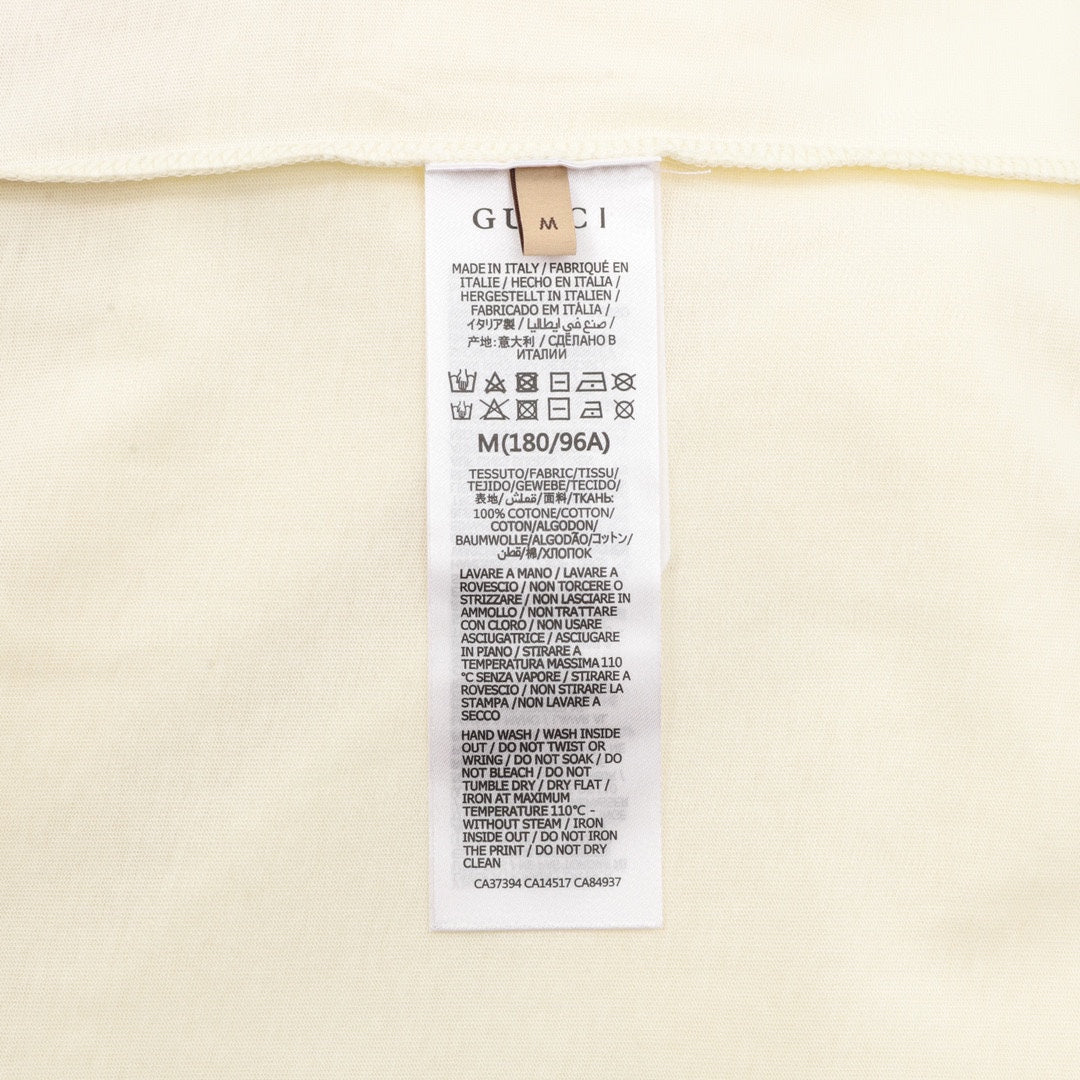 GUCCI
M
MADE IN ITALY / FABRIQUÉ EN
ITALIE / HECHO EN ITALIA /
HERGESTELLT IN ITALIEN /
FABRICADO EM ITÀLIA /
イタリア製 / صنع في إيطاليا /
产地: 意大利 / СДЕЛАНО В
ИТАЛИИ
M(180/96A)
TESSUTO/FABRIC/TISSU/
TEJIDO/GEWEBE/TECIDO/
表地/قملش/面料/ТКАНЬ:
100% COTONE/COTTON/
COTON/ALGODON/
BAUMWOLLE/ALGODÃO/コットン/
قطن/棉/ХЛОПОК
LAVARE A MANO / LAVARE A
ROVESCIO / NON TORCERE O
STRIZZARE / NON LASCIARE IN
AMMOLLO / NON TRATTARE
CON CLORO / NON USARE
ASCIUGATRICE / ASCIUGARE
IN PIANO / STIRARE A
TEMPERATURA MASSIMA 110
°C SENZA VAPORE / STIRARE A
ROVESCIO / NON STIRARE LA
STAMPA /NON LAVARE A
SECCO
HAND WASH / WASH INSIDE
OUT / DO NOT TWIST OR
WRING / DO NOT SOAK / DO
NOT BLEACH / DO NOT
TUMBLE DRY / DRY FLAT /
IRON AT MAXIMUM
TEMPERATURE 110°C -
WITHOUT STEAM / IRON
INSIDE OUT / DO NOT IRON
THE PRINT / DO NOT DRY
CLEAN
CA37394 CA14517 CA84937